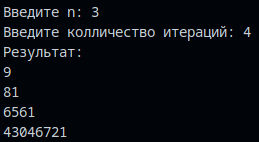 Введите n: 3
Введите колличество итераций: 4
Результат:
9
81
6561
43046721